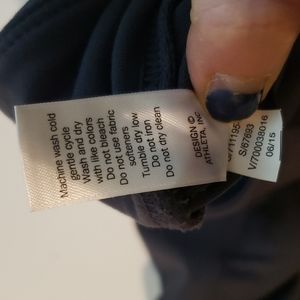 Machine wash cold
gentle cycle
Wash and dry
with like colors
Do not bleach
Do not use fabric
softeners
Tumble dry low
Do not iron
Do not dry clean
DESIGN ©
ATHLETA, INC.
S/67693
V/700039016
06/15